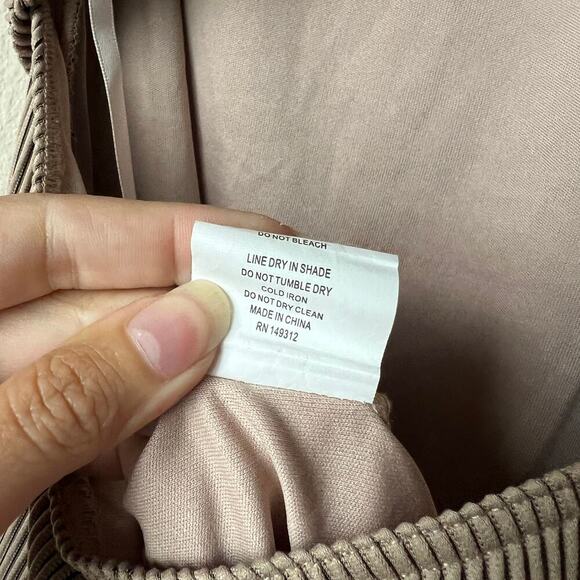 DO NOT BLEACH
LINE DRY IN SHADE
DO NOT TUMBLE DRY
COLD IRON
DO NOT DRY CLEAN
MADE IN CHINA
RN 149312